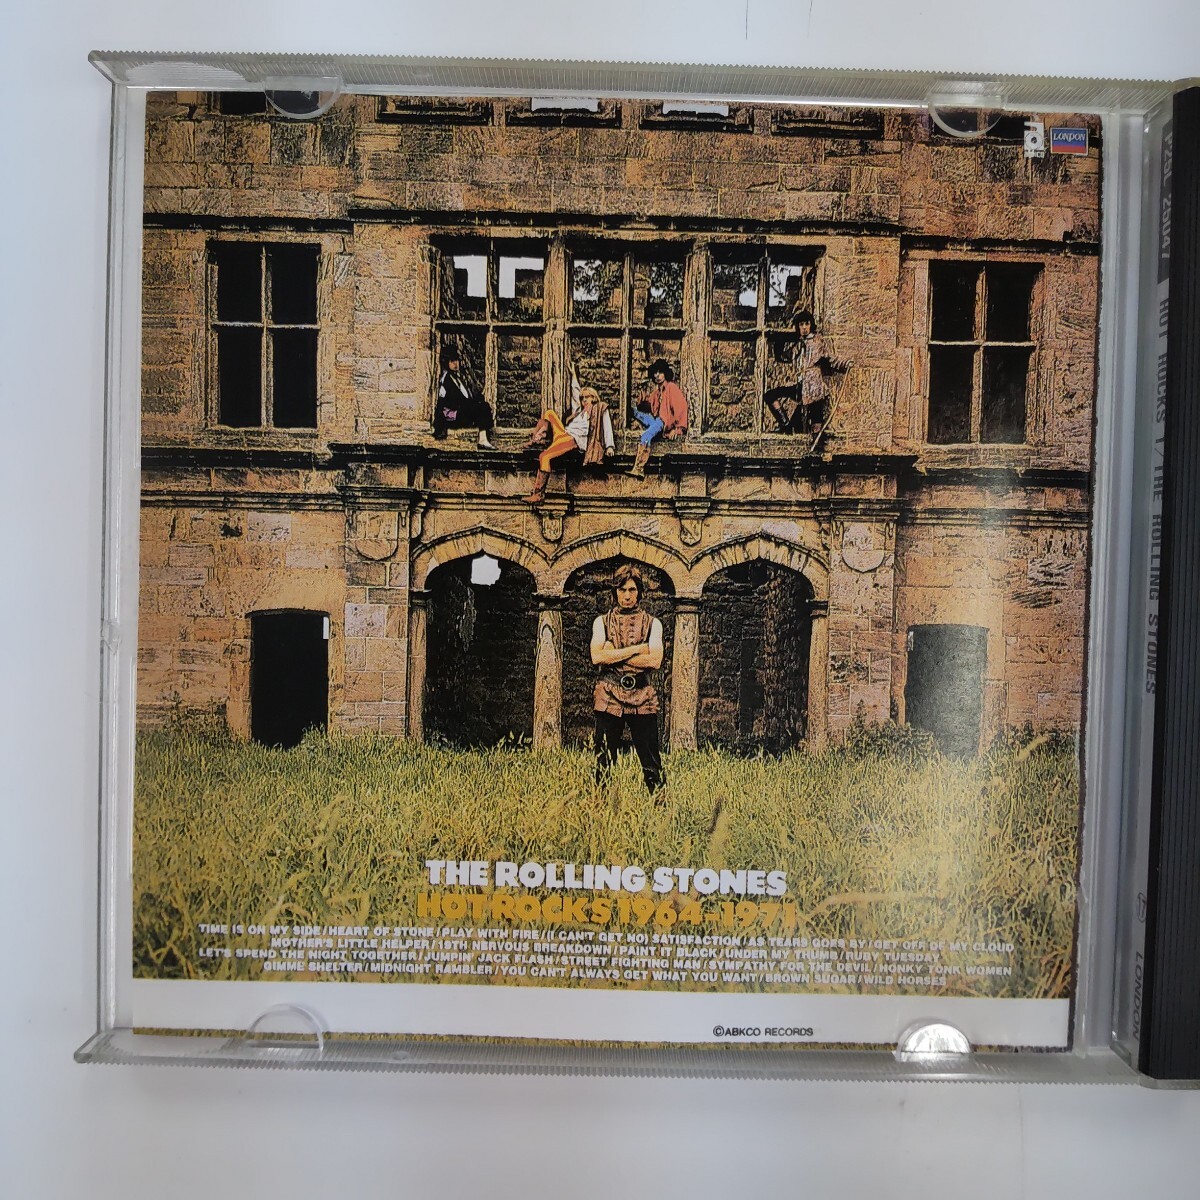 LONDON
THE ROLLING STONES
HOT ROCKS 1964-1971
TIME IS ON MY SIDE/HEART OF STONE/PLAY WITH FIRE/(I CAN'T GET NO) SATISFACTION/AS TEARS GOES BY/GET OFF OF MY CLOUD
MOTHER'S LITTLE HELPER/19TH NERVOUS BREAKDOWN/PAINT IT BLACK/UNDER MY THUMB/RUBY TUESDAY
LET'S SPEND THE NIGHT TOGETHER/JUMPIN' JACK FLASH/STREET FIGHTING MAN/SYMPATHY FOR THE DEVIL/HONKY TONK WOMEN
GIMME SHELTER/MIDNIGHT RAMBLER/YOU CAN'T ALWAYS GET WHAT YOU WANT/BROWN SUGAR/WILD HORSES
©ABKCO RECORDS
HOT ROCKS 1/THE ROLLING STONES
LONDON